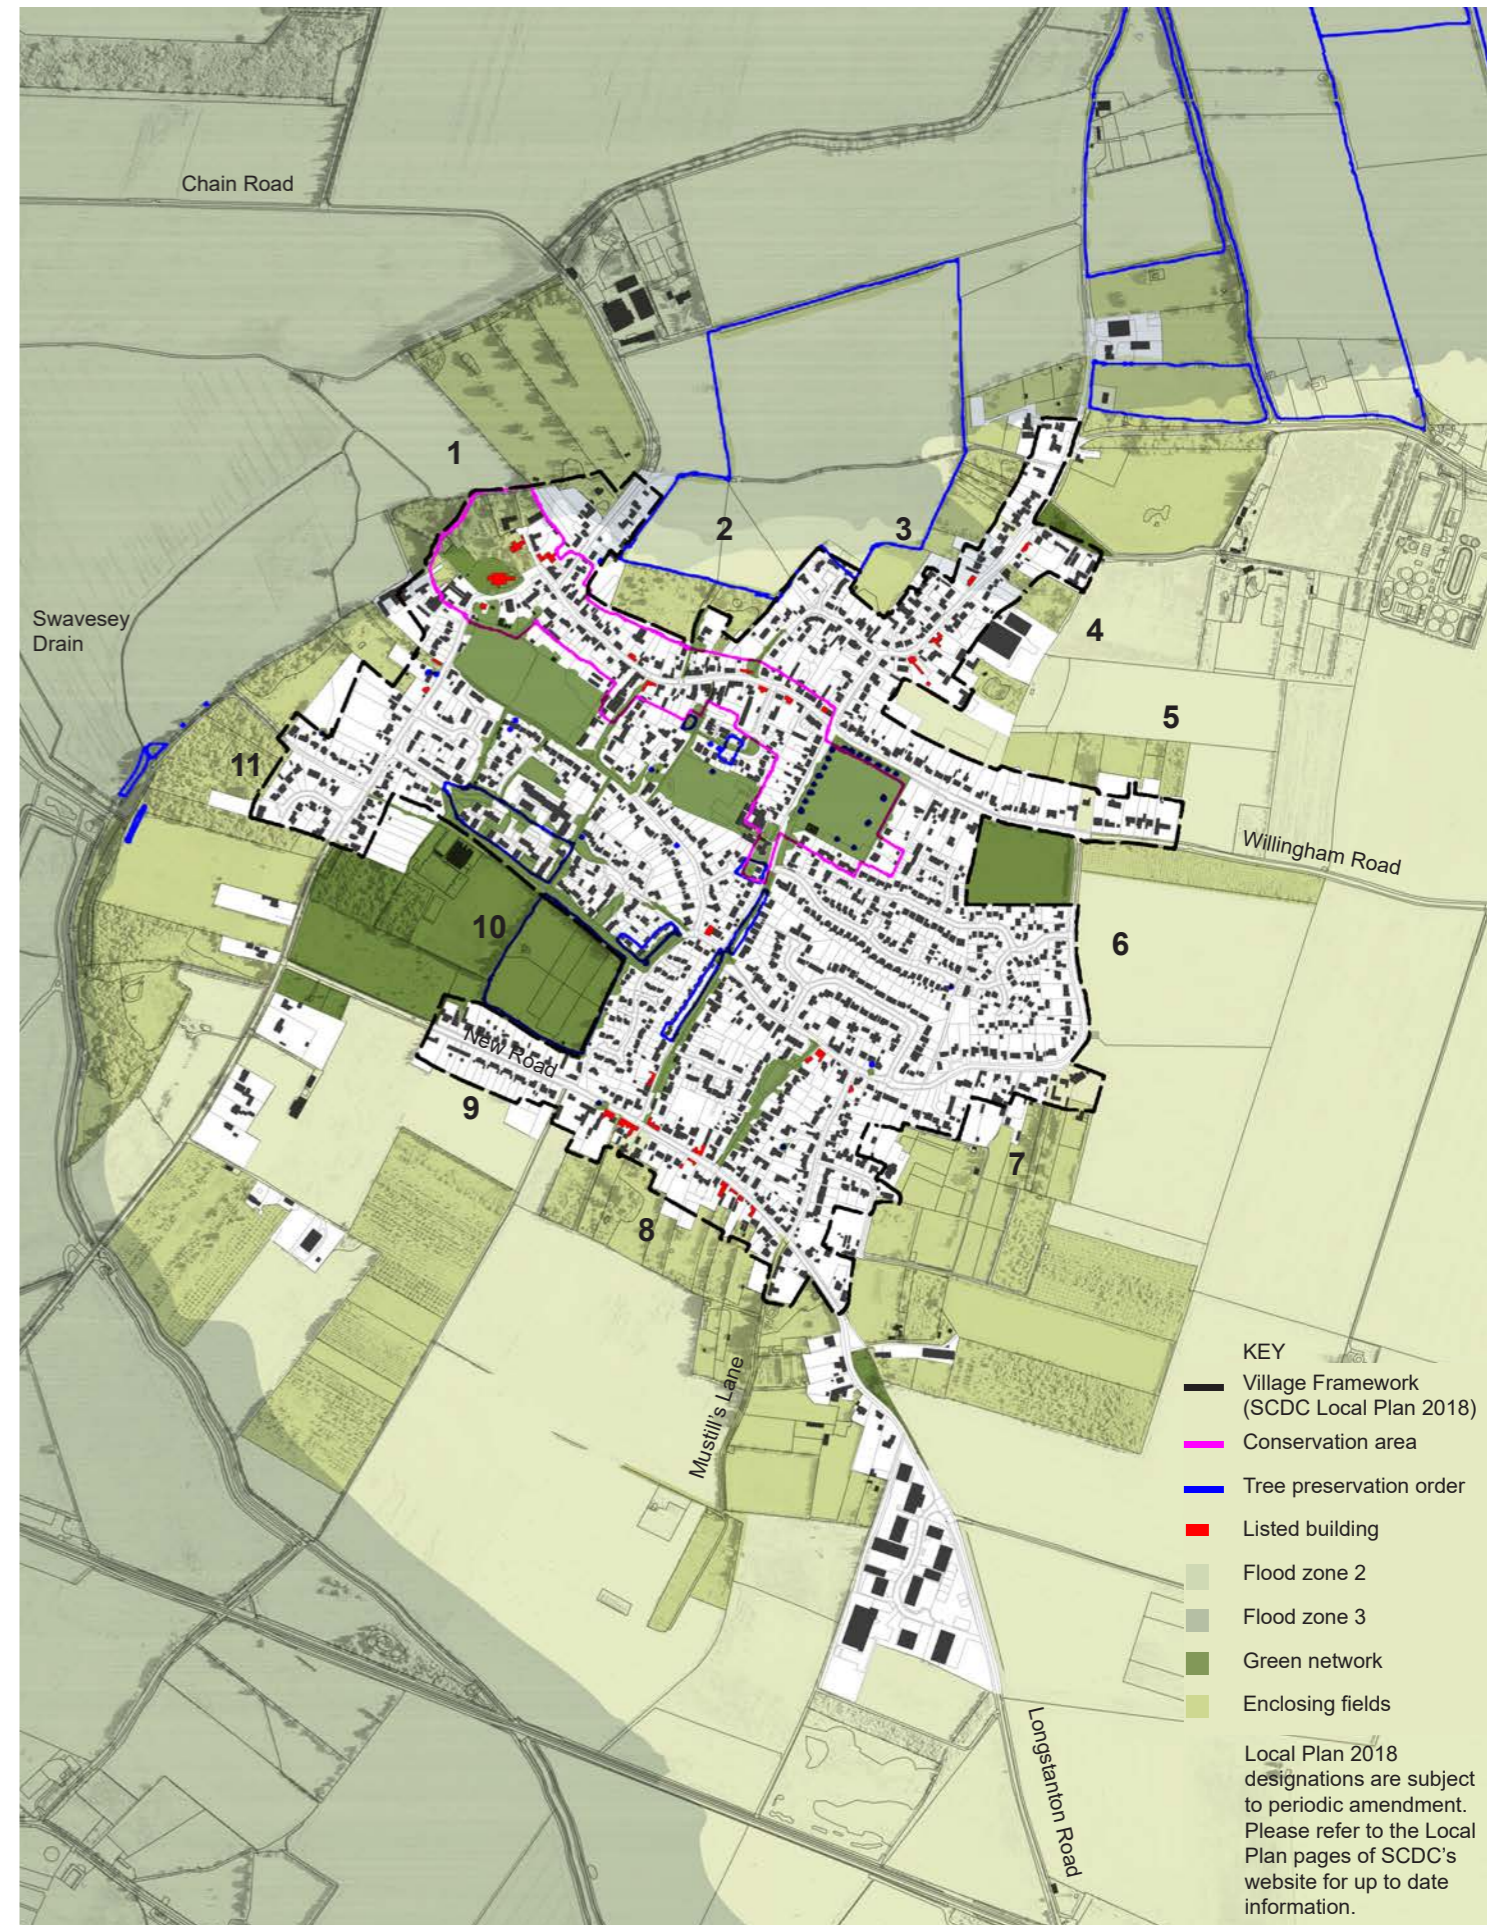 Chain Road
1
2
3
Swavesey
Drain
4
5
11
Willingham Road
10
6
New Road
9
7
8
Mustill's Lane
Longstanton Road
KEY
Village Framework
(SCDC Local Plan 2018)
Conservation area
Tree preservation order
Listed building
Flood zone 2
Flood zone 3
Green network
Enclosing fields
Local Plan 2018
designations are subject
to periodic amendment.
Please refer to the Local
Plan pages of SCDC's
website for up to date
information.